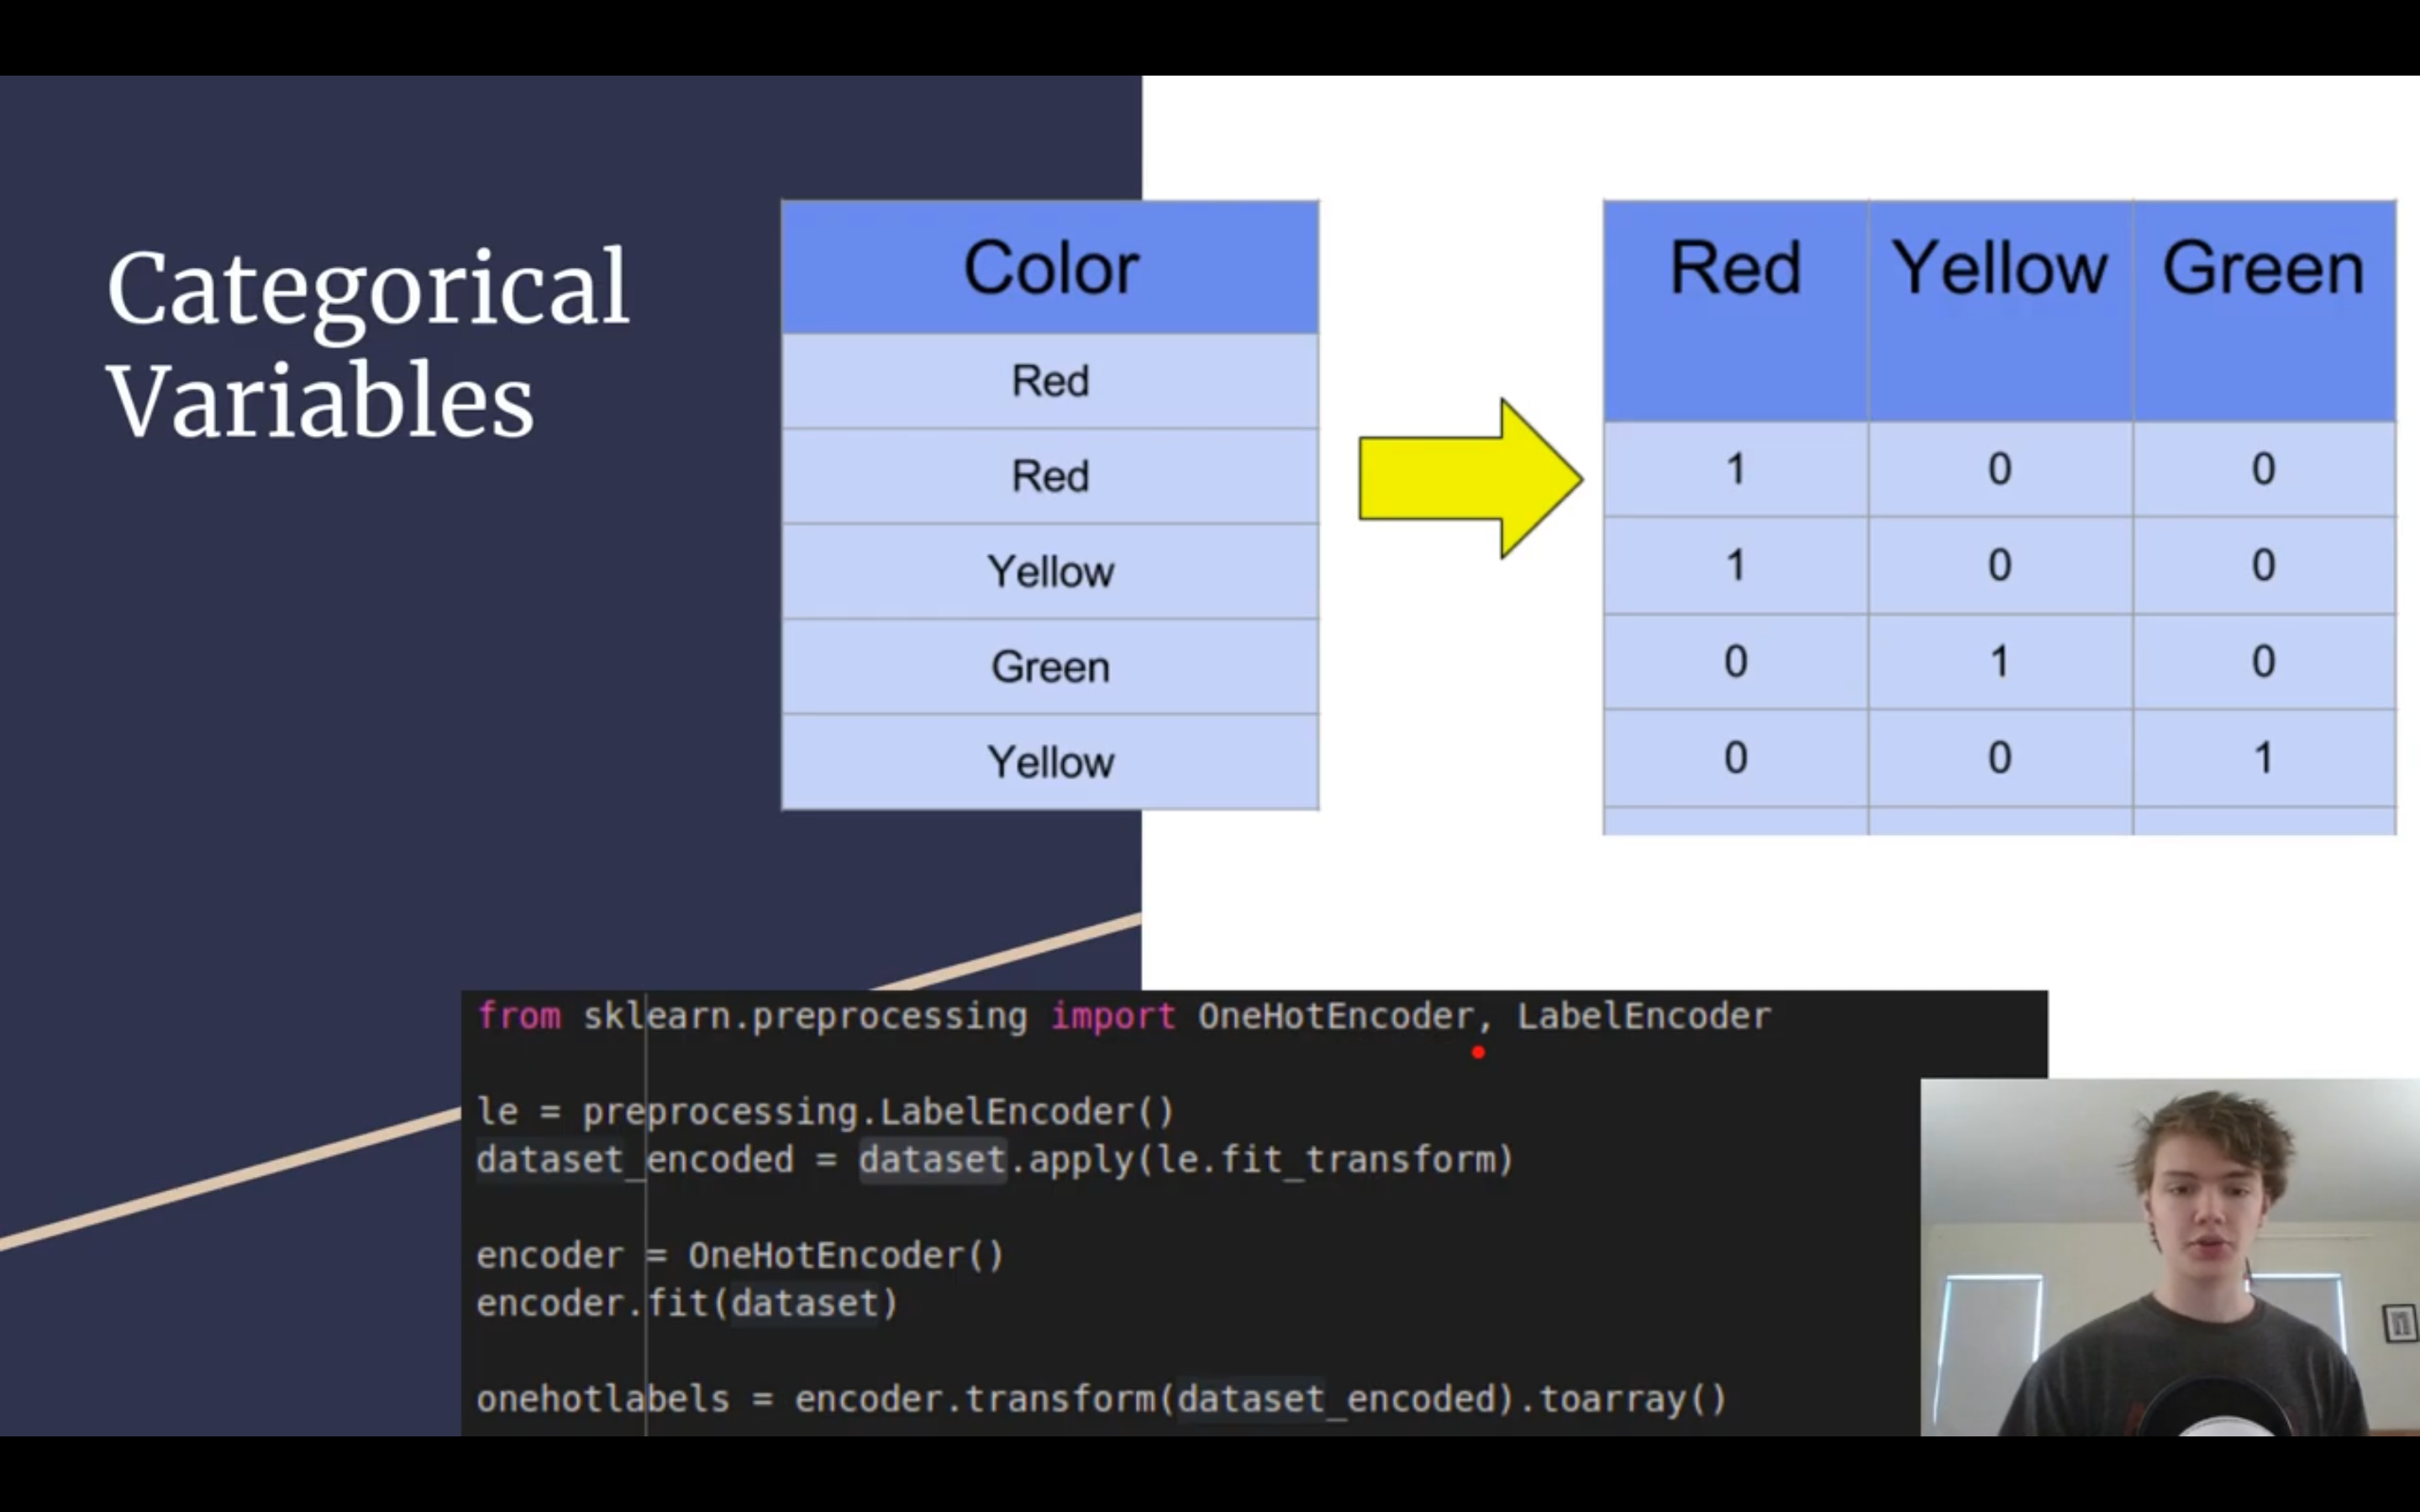 Categorical
Variables
Color
Red
Red
Yellow
Green
Yellow
Red Yellow Green
1 0 0
1 0 0
0 1 0
0 0 1
from sklearn.preprocessing import OneHotEncoder, LabelEncoder
le = preprocessing.LabelEncoder()
dataset_encoded = dataset.apply(le.fit_transform)
encoder = OneHotEncoder()
encoder.fit(dataset)
onehotlabels = encoder.transform(dataset_encoded).toarray()